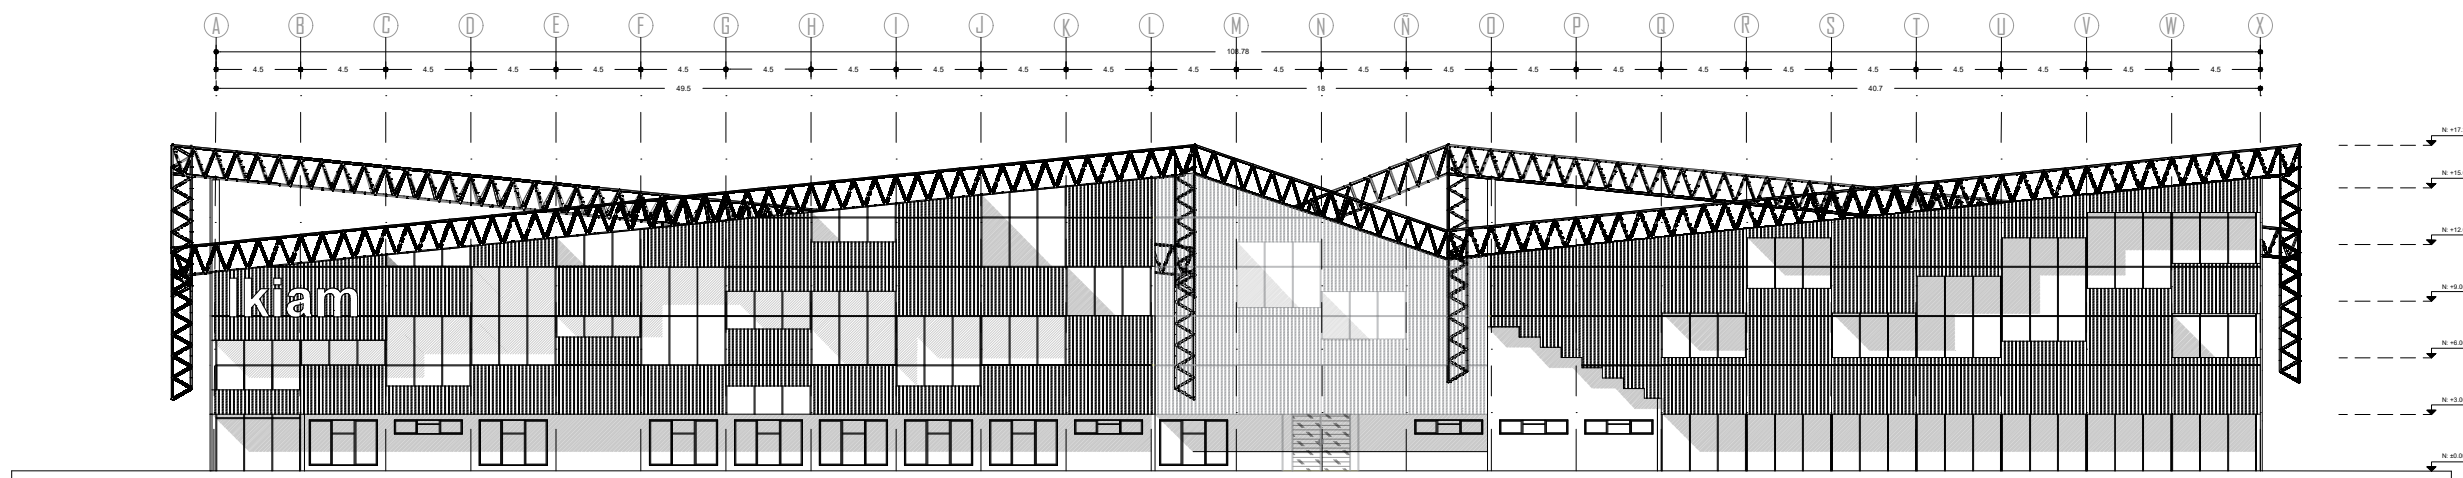 A B C D E F G H I J K L M N Ñ O P Q R S T U V W X
108.78
4.5 4.5 4.5 4.5 4.5 4.5 4.5 4.5 4.5 4.5 4.5 4.5 4.5 4.5 4.5 4.5 4.5 4.5 4.5 4.5 4.5 4.5 4.5 4.5
49.5 18 40.7
N: +17.
N: +15.
N: +12.
N: +9.0
ikiam
N: +6.0
N: +3.0
N: ±0.0